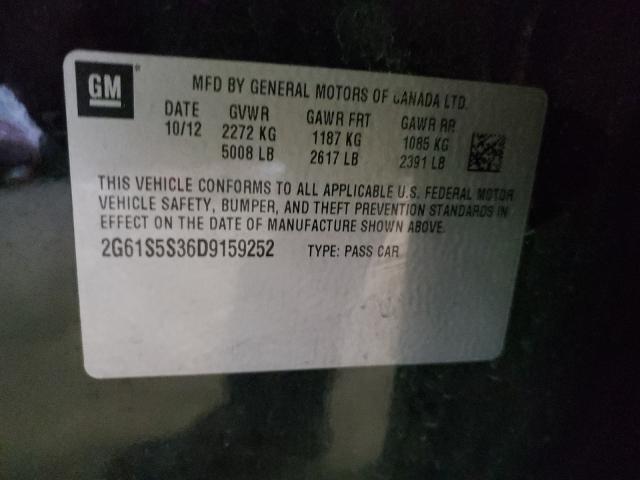 GM
MFD BY GENERAL MOTORS OF CANADA LTD.
DATE GVWR GAWR FRT GAWR RR
10/12 2272 KG 1187 KG 1085 KG
5008 LB 2617 LB 2391 LB
THIS VEHICLE CONFORMS TO ALL APPLICABLE U.S. FEDERAL MOTOR
VEHICLE SAFETY, BUMPER, AND THEFT PREVENTION STANDARDS IN
EFFECT ON THE DATE OF MANUFACTURE SHOWN ABOVE.
2G61S5S36D9159252 TYPE: PASS CAR